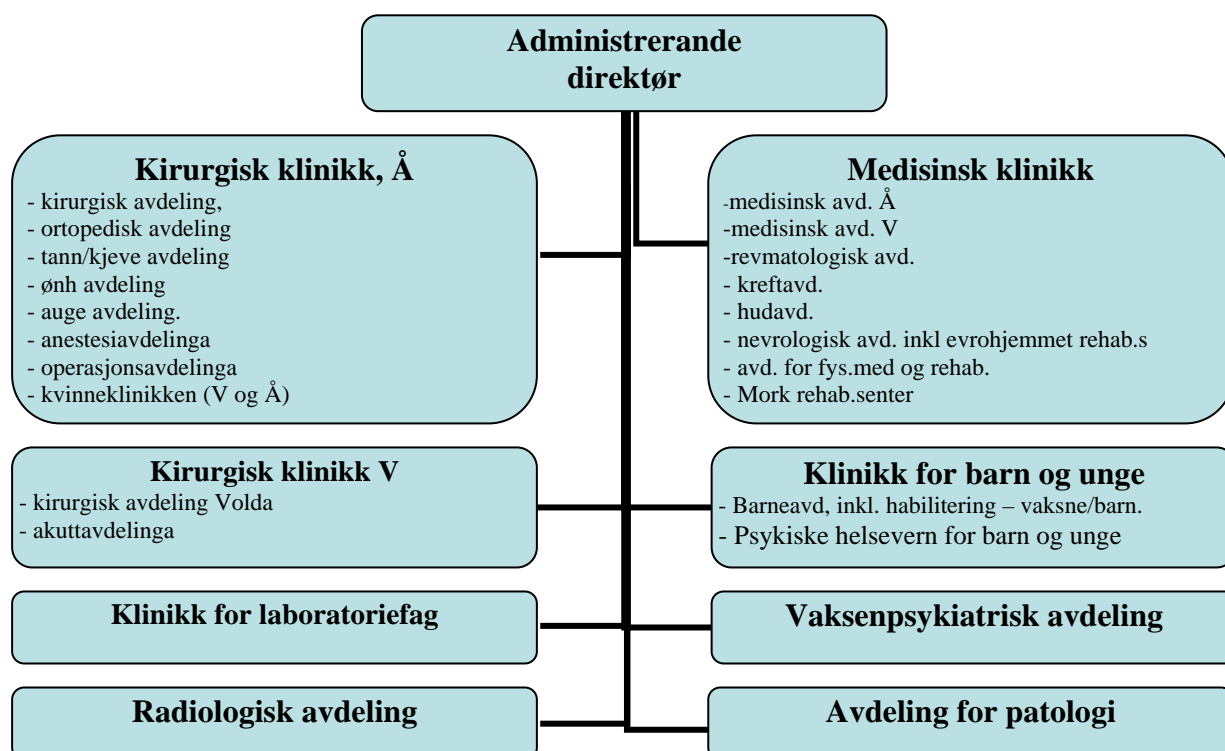 Administrerande
direktør
Kirurgisk klinikk, Å
- kirurgisk avdeling,
- ortopedisk avdeling
- tann/kjeve avdeling
- ønh avdeling
- auge avdeling.
- anestesiavdelinga
- operasjonsavdelinga
- kvinneklinikken (V og Å)
Medisinsk klinikk
-medisinsk avd. Å
-medisinsk avd. V
-revmatologisk avd.
- kreftavd.
- hudavd.
- nevrologisk avd. inkl evrohjemmet rehab.s
- avd. for fys.med og rehab.
- Mork rehab.senter
Kirurgisk klinikk V
- kirurgisk avdeling Volda
- akuttavdelinga
Klinikk for barn og unge
- Barneavd, inkl. habilitering – vaksne/barn.
- Psykiske helsevern for barn og unge
Klinikk for laboratoriefag
Vaksenpsykiatrisk avdeling
Radiologisk avdeling
Avdeling for patologi